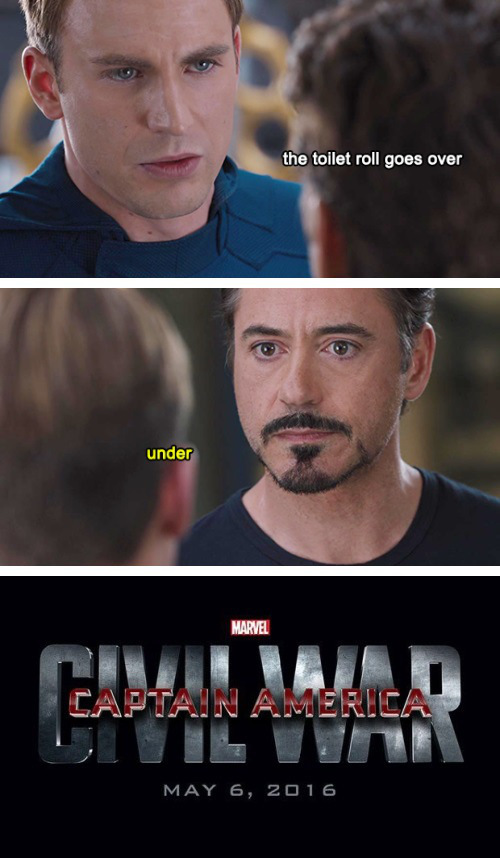 the toilet roll goes over
under
MARVEL
CIVIL WAR
CAPTAIN AMERICA
MAY 6, 2016